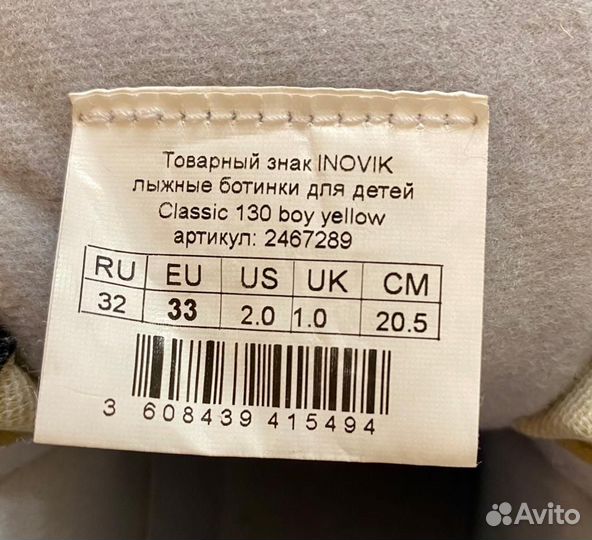 Товарный знак INOVIK
лыжные ботинки для детей
Classic 130 boy yellow
артикул: 2467289
RU EU US UK CM
32 33 2.0 1.0 20.5
3 608439 415494
Avito